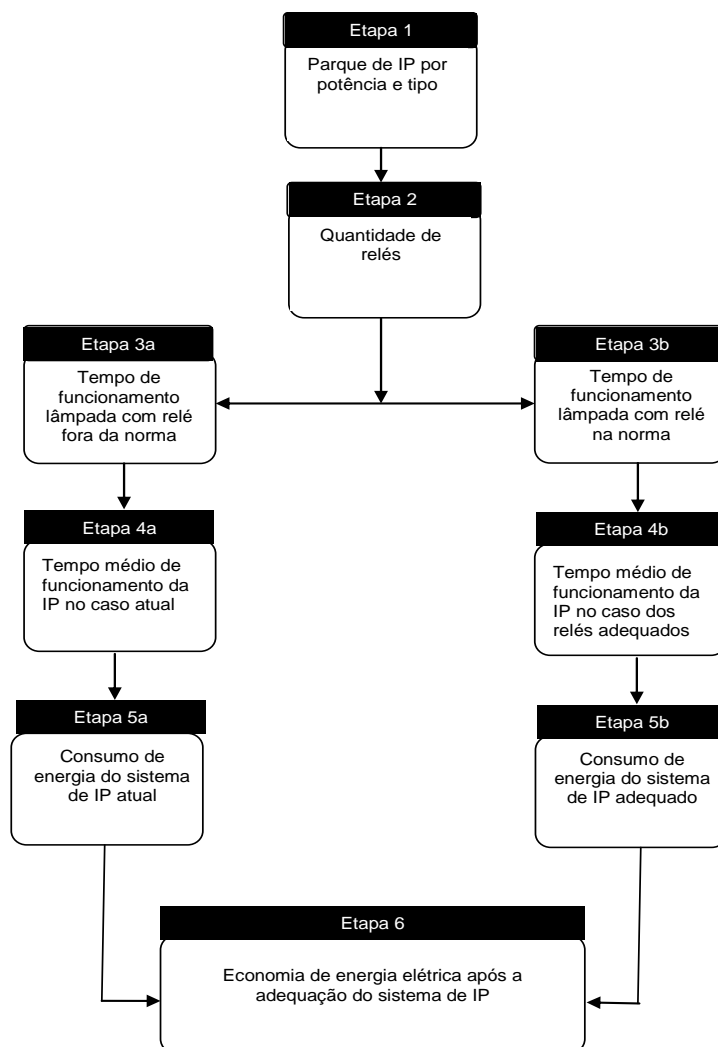 Etapa 1
Parque de IP por
potência e tipo
Etapa 2
Quantidade de
relés
Etapa 3a
Tempo de
funcionamento
lâmpada com relé
fora da norma
Etapa 3b
Tempo de
funcionamento
lâmpada com relé
na norma
Etapa 4a
Tempo médio de
funcionamento da
IP no caso atual
Etapa 4b
Tempo médio de
funcionamento da
IP no caso dos
relés adequados
Etapa 5a
Consumo de
energia do sistema
de IP atual
Etapa 5b
Consumo de
energia do sistema
de IP adequado
Etapa 6
Economia de energia elétrica após a
adequação do sistema de IP